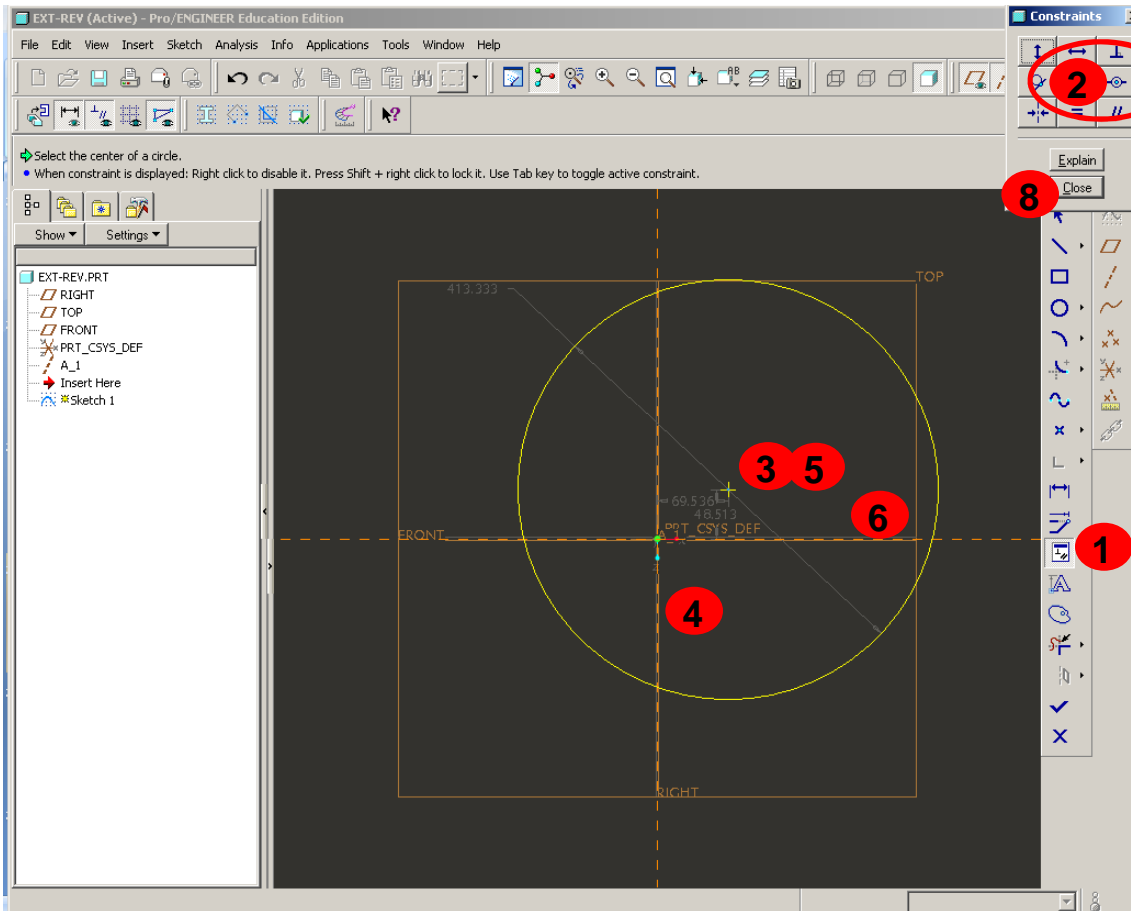 EXT-REV (Active) - Pro/ENGINEER Education Edition
Constraints
File Edit View Insert Sketch Analysis Info Applications Tools Window Help
2
Select the center of a circle.
When constraint is displayed: Right click to disable it. Press Shift + right click to lock it. Use Tab key to toggle active constraint.
Explain
Close
8
Show Settings
EXT-REV.PRT
RIGHT
TOP
FRONT
PRT_CSYS_DEF
A_1
Insert Here
Sketch 1
TOP
413.333
3 5
69.536
48.513
6
PRT_CSYS_DEF
FRONT
1
4
RIGHT